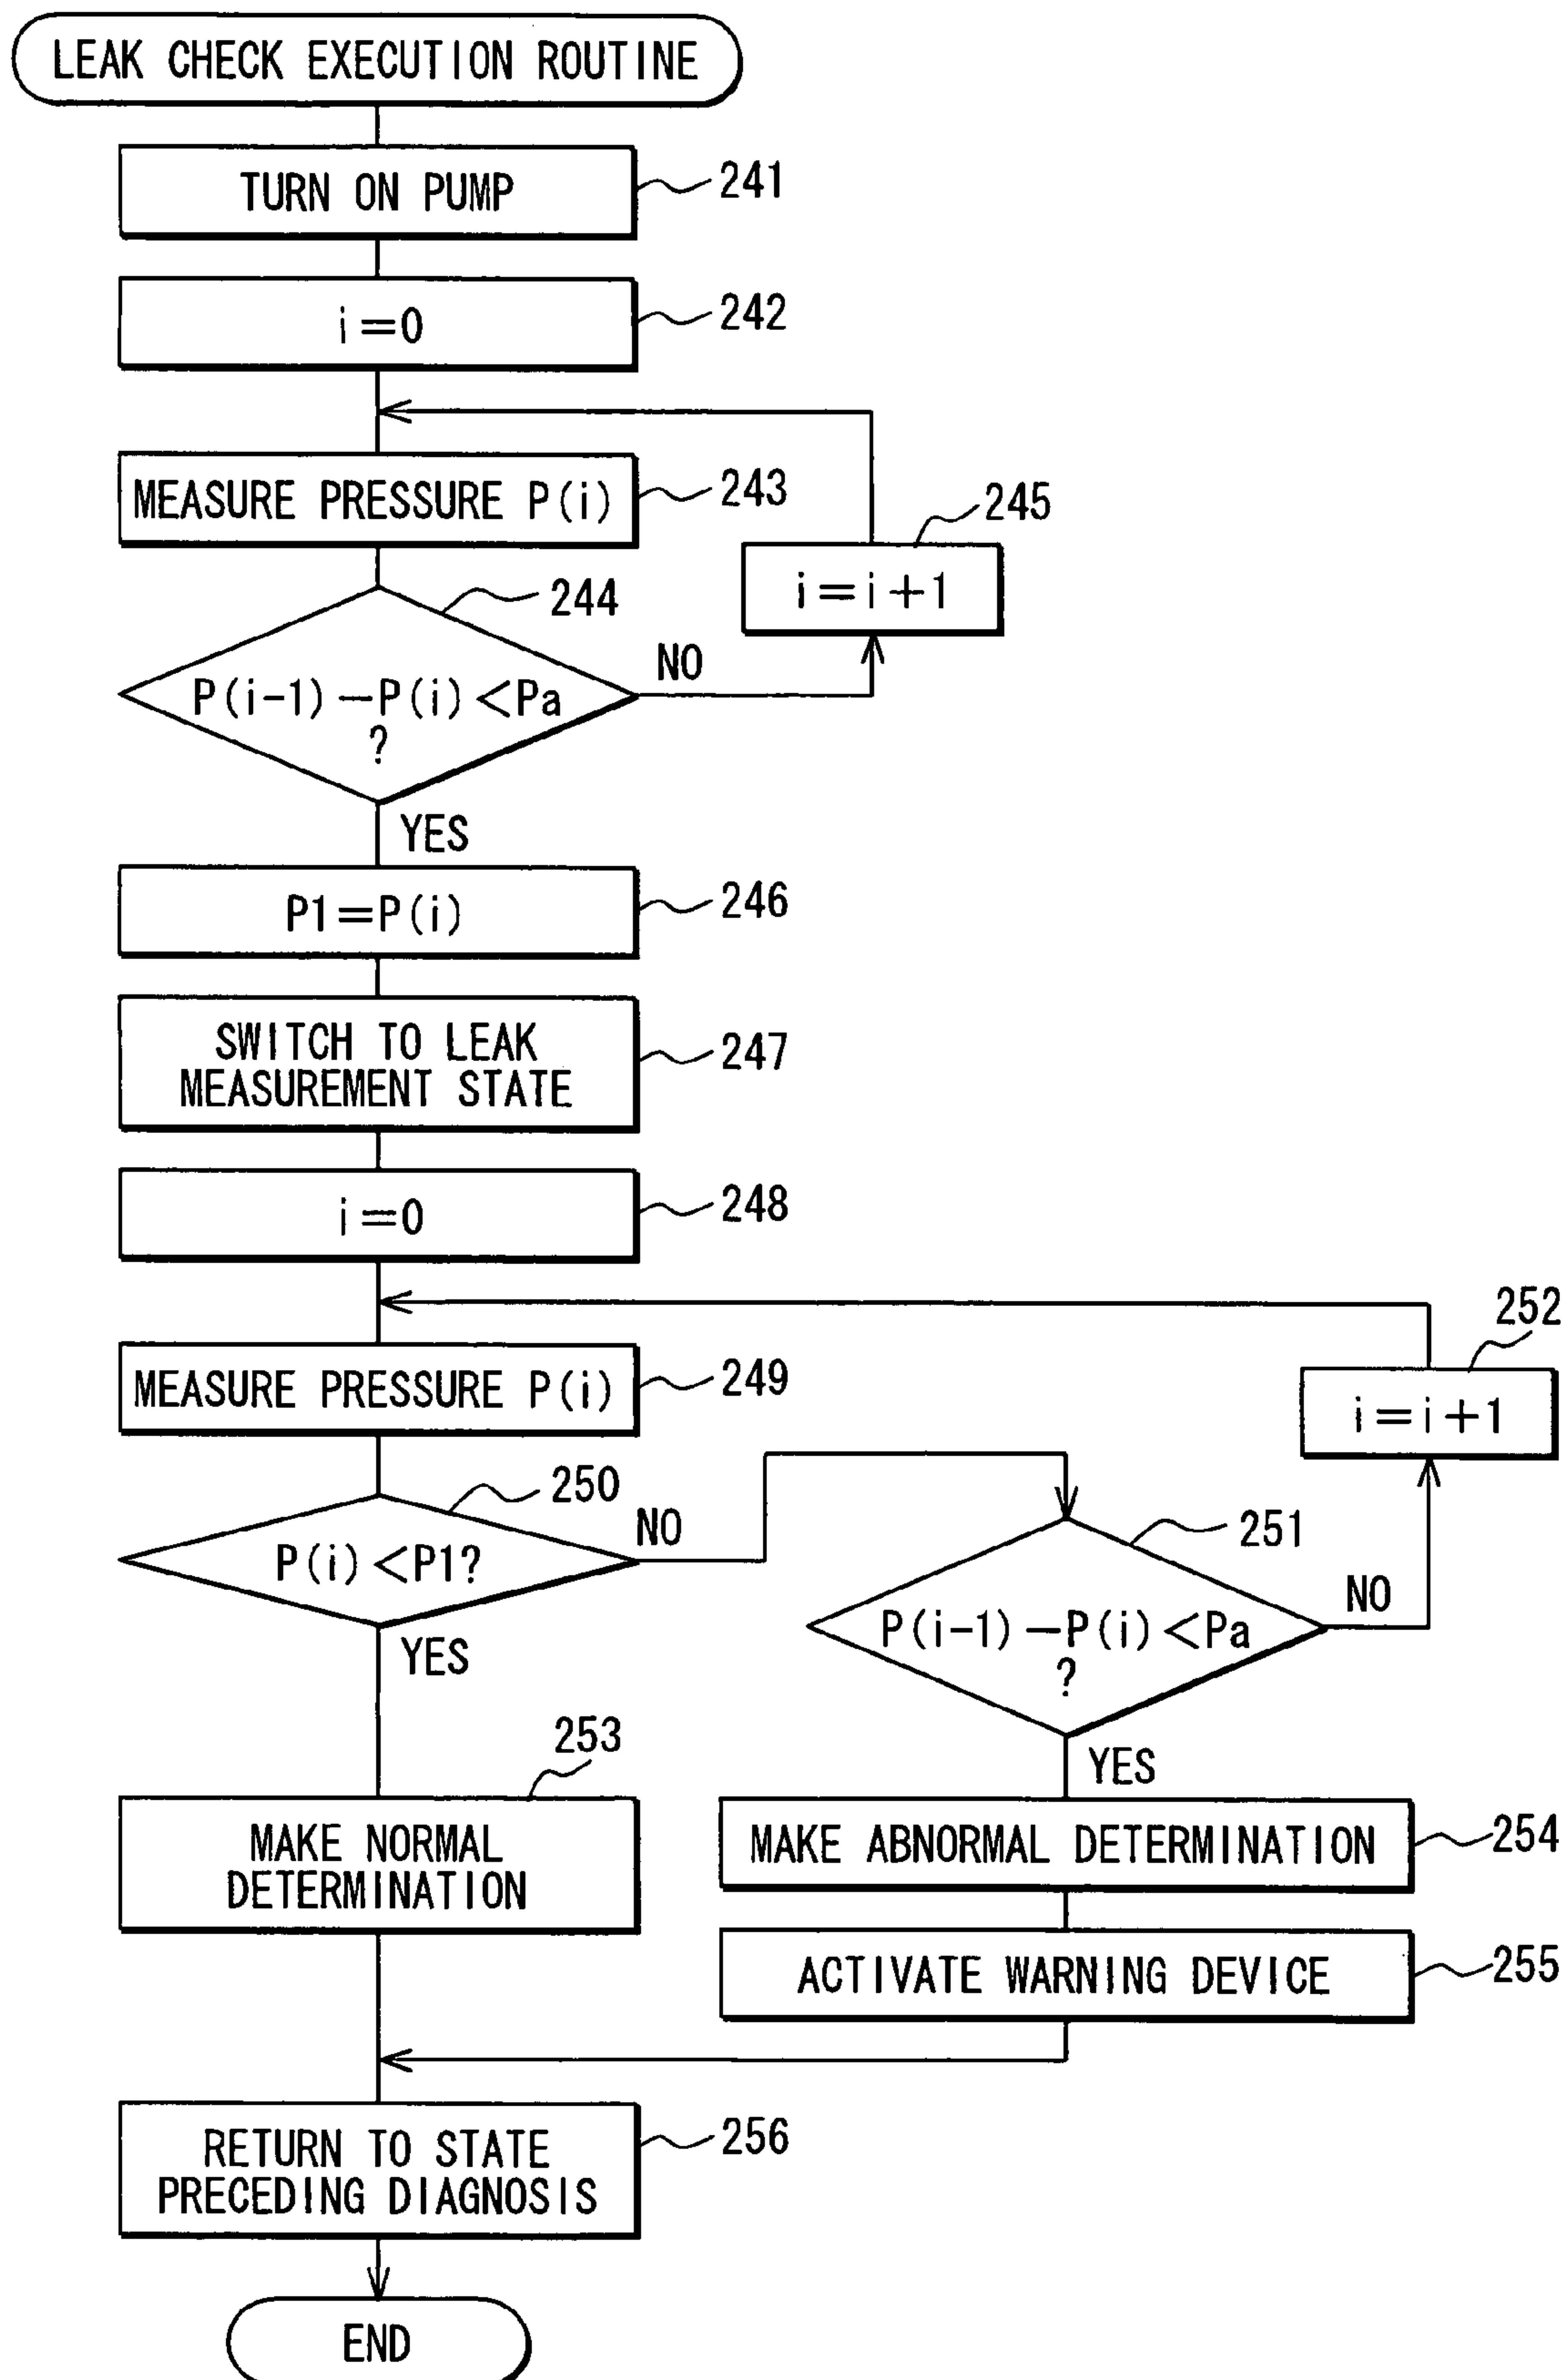 LEAK CHECK EXECUTION ROUTINE
TURN ON PUMP
241
i=0
242
MEASURE PRESSURE P(i)
243
245
i=i+1
244
P(i-1)-P(i)<Pa
?
NO
YES
P1=P(i)
246
SWITCH TO LEAK
MEASUREMENT STATE
247
i=0
248
252
MEASURE PRESSURE P(i)
249
i=i+1
250
P(i)<P1?
NO
251
P(i-1)-P(i)<Pa
?
NO
YES
YES
253
MAKE NORMAL
DETERMINATION
MAKE ABNORMAL DETERMINATION
254
ACTIVATE WARNING DEVICE
255
RETURN TO STATE
PRECEDING DIAGNOSIS
256
END